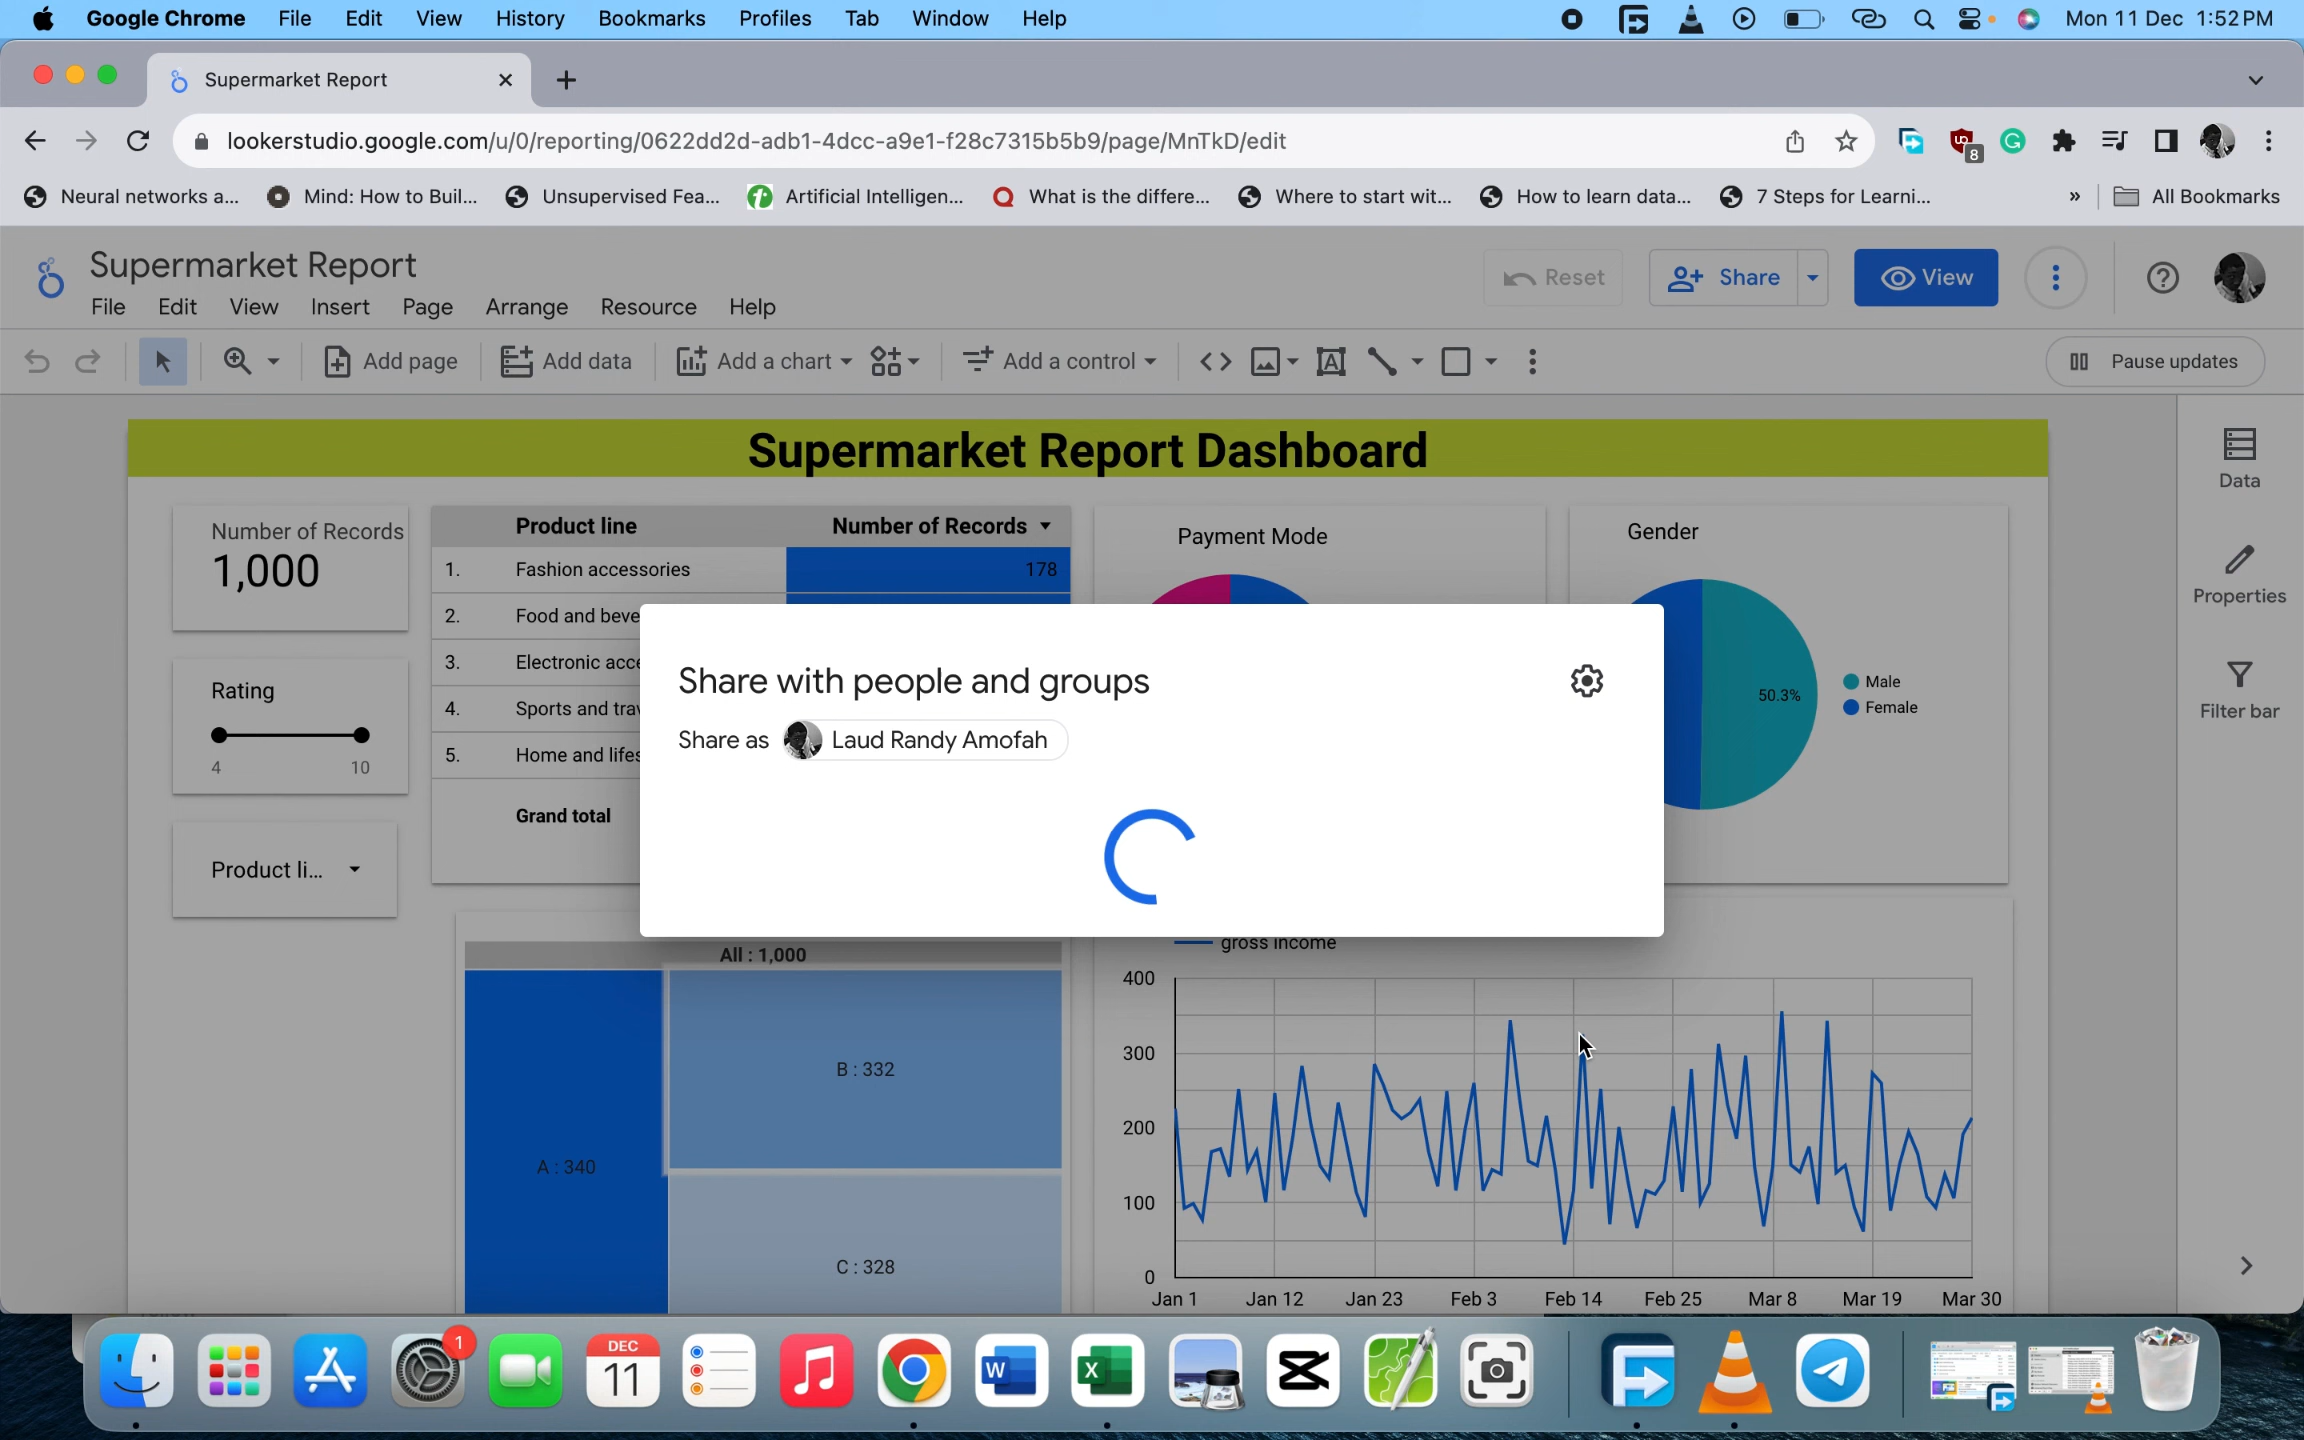 Google Chrome File Edit View History Bookmarks Profiles Tab Window Help Mon 11 Dec 1:52 PM
Supermarket Report
lookerstudio.google.com/u/0/reporting/0622dd2d-adb1-4dcc-a9e1-f28c7315b5b9/page/MnTkD/edit
8
Neural networks a... Mind: How to Buil... Unsupervised Fea... Artificial Intelligen... What is the differe... Where to start wit... How to learn data... 7 Steps for Learni... » All Bookmarks
Supermarket Report
Reset Share View
File Edit View Insert Page Arrange Resource Help
Add page Add data Add a chart Add a control Pause updates
Supermarket Report Dashboard
Data
Properties
Filter bar
Number of Records
1,000
Product line Number of Records
1. Fashion accessories 178
2. Food and beve
3. Electronic acce
4. Sports and trav
5. Home and lifes
Grand total
Payment Mode
Gender
50.3%
Male
Female
Rating
4 10
Product li...
Share with people and groups
Share as Laud Randy Amofah
All : 1,000
A : 340
B : 332
C : 328
gross income
400
300
200
100
0
Jan 1 Jan 12 Jan 23 Feb 3 Feb 14 Feb 25 Mar 8 Mar 19 Mar 30
1
DEC
11
W
X